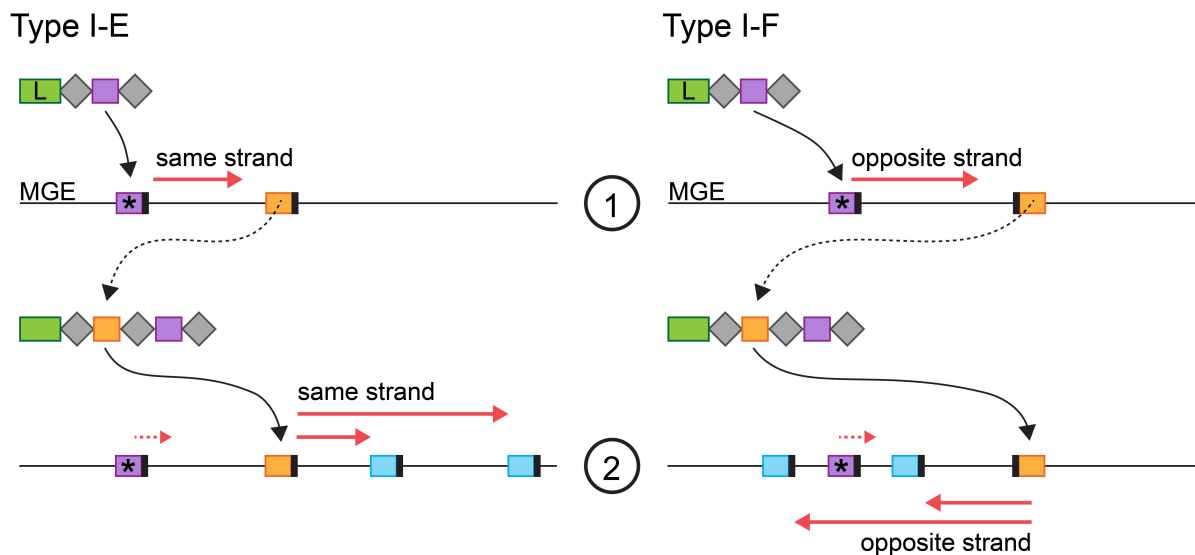 Type I-E
L
same strand
MGE
*
same strand
*
1
2
Type I-F
L
opposite strand
MGE
*
*
opposite strand